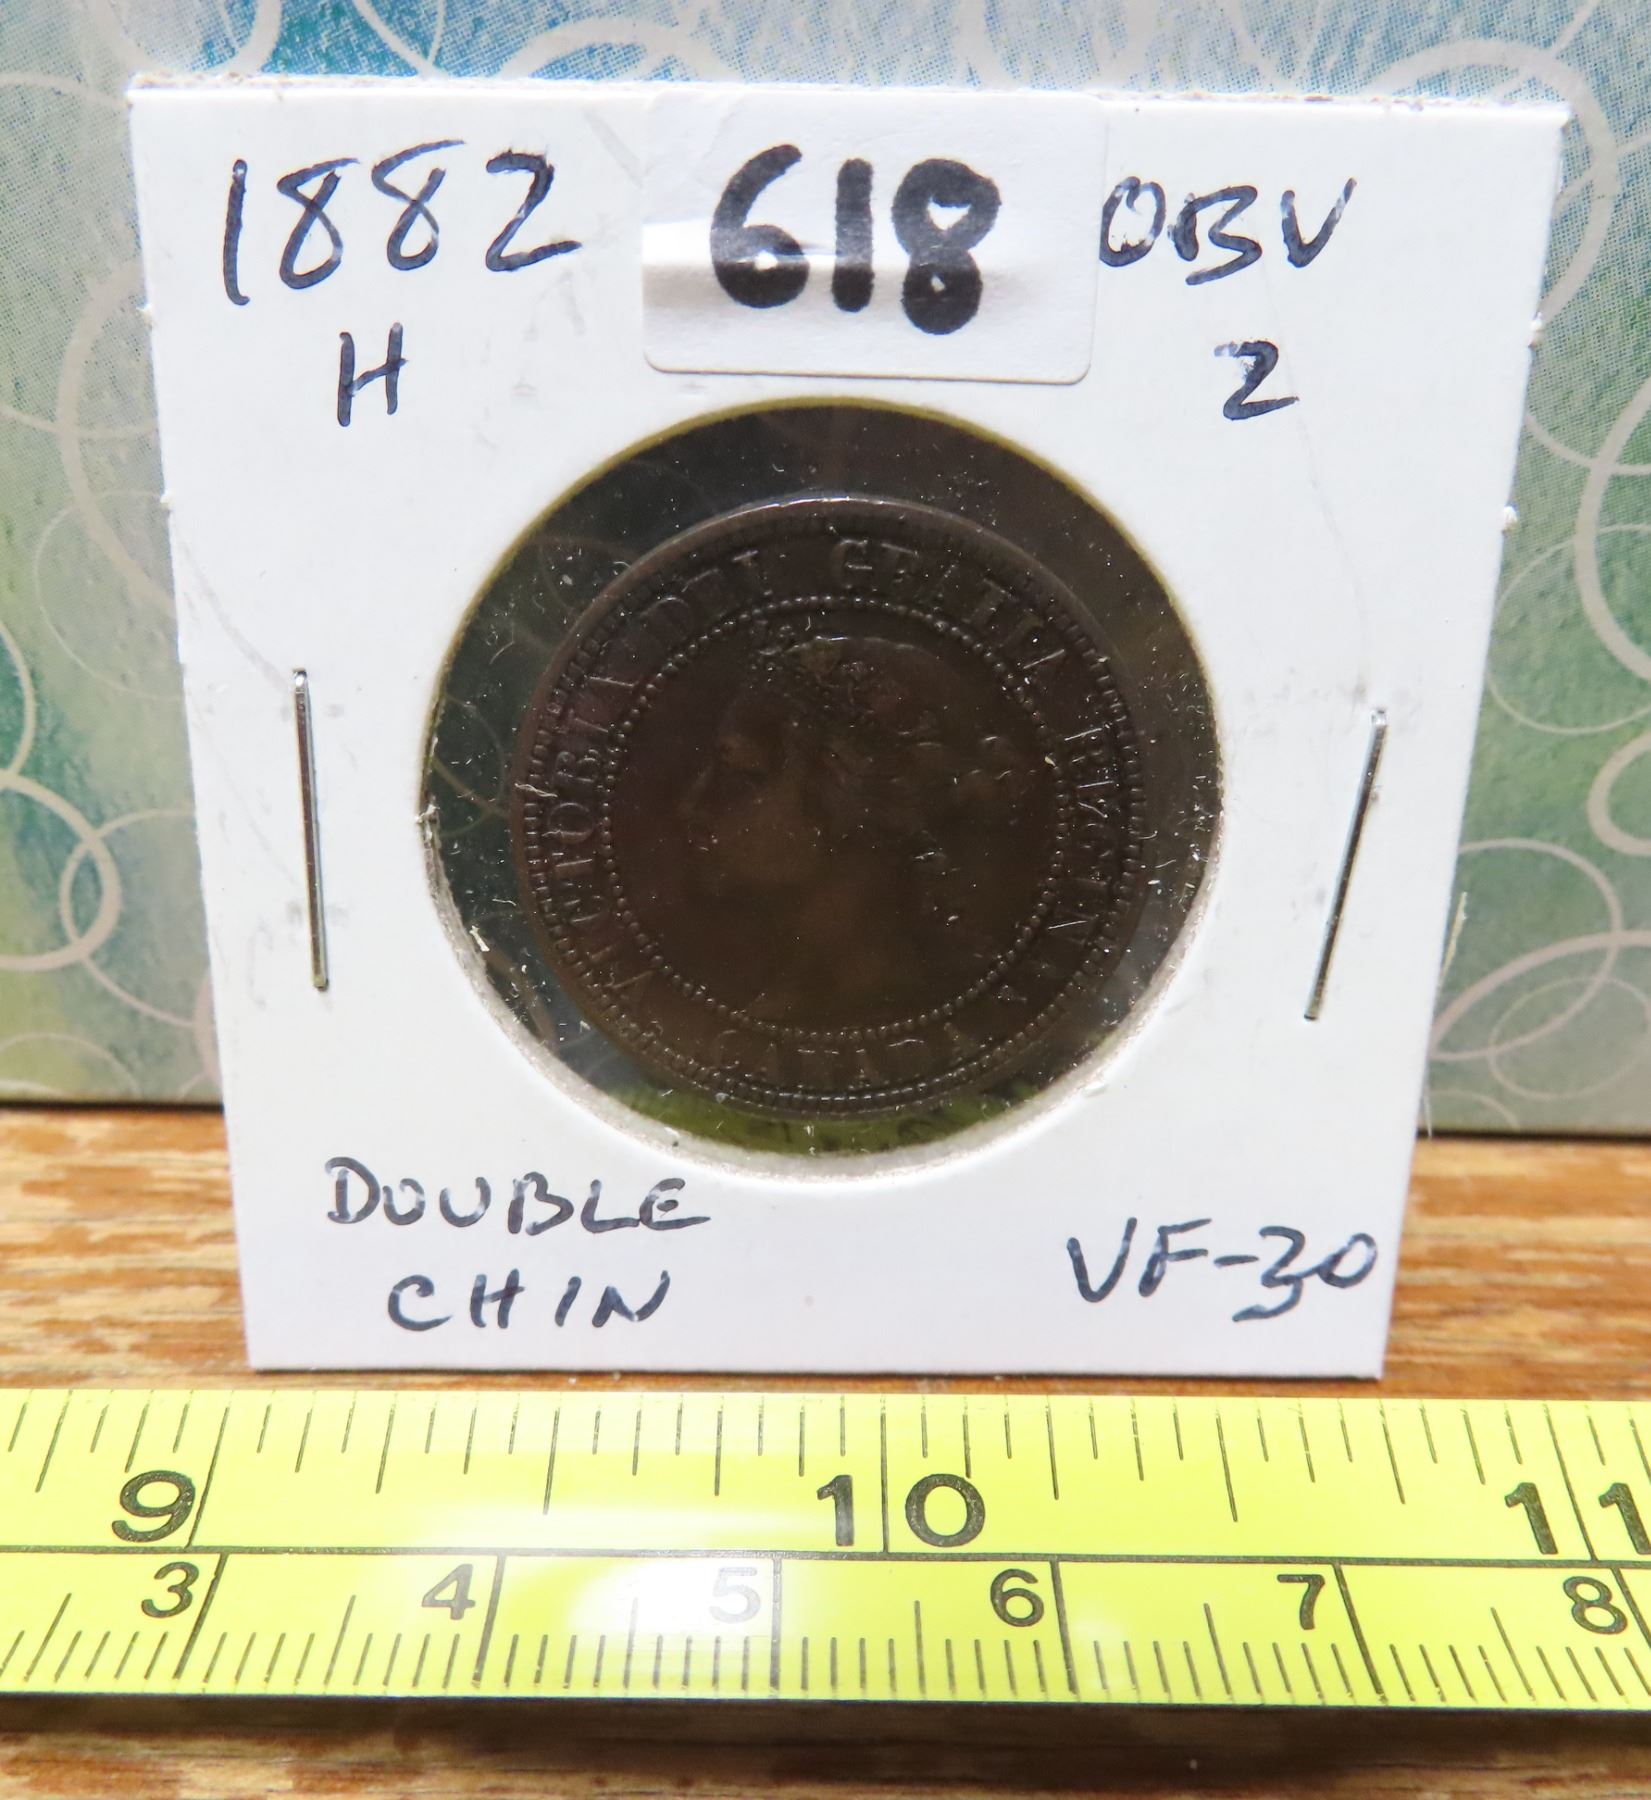 1882 618 OBV
H 2
VICTORIA DEI GRATIA REGINA
CANADA
DOUBLE
CHIN
VF-30
9 10 11
3 4 5 6 7 8